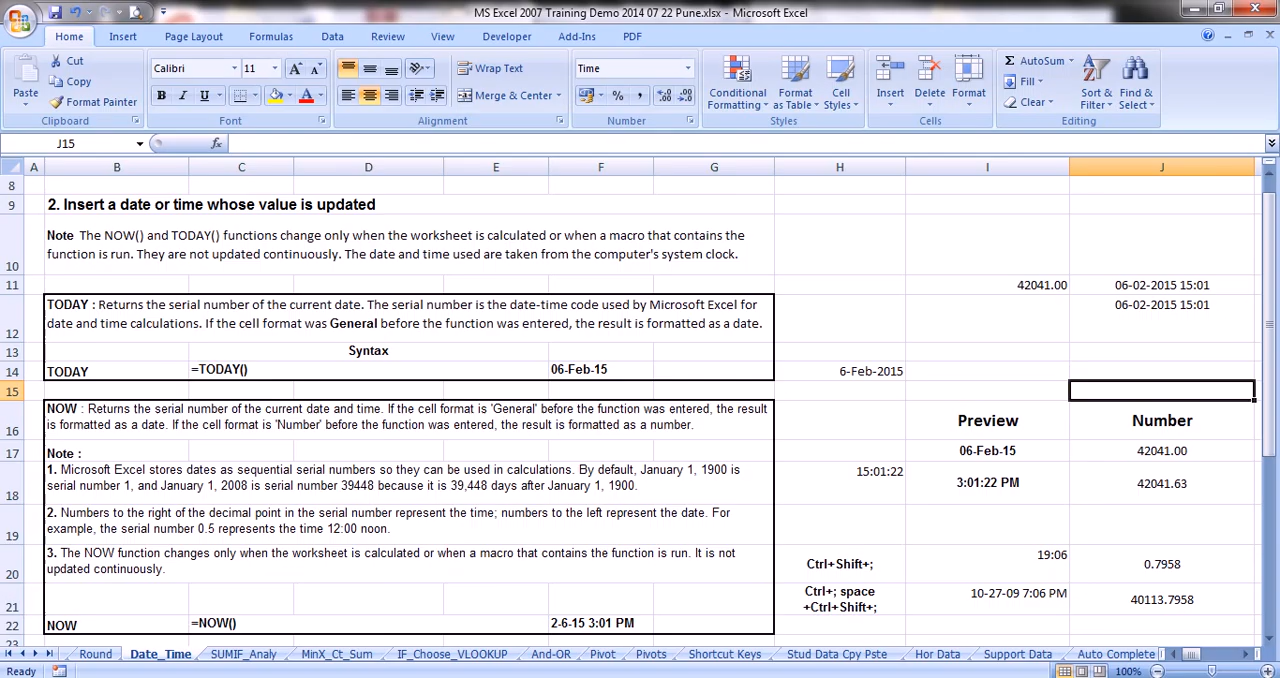 MS Excel 2007 Training Demo 2014 07 22 Pune.xlsx - Microsoft Excel
Home Insert Page Layout Formulas Data Review View Developer Add-Ins PDF
Paste Cut Copy Format Painter
Clipboard
Calibri 11
B I U A
Font
Wrap Text
Merge & Center
Alignment
Time
% ,
Number
Conditional Formatting Format as Table Cell Styles
Styles
Insert Delete Format
Cells
Σ AutoSum Fill Clear Sort & Filter Find & Select
Editing
J15 fx
A B C D E F G H I J
8
9 2. Insert a date or time whose value is updated
Note The NOW() and TODAY() functions change only when the worksheet is calculated or when a macro that contains the
10 function is run. They are not updated continuously. The date and time used are taken from the computer's system clock.
11 42041.00 06-02-2015 15:01
TODAY : Returns the serial number of the current date. The serial number is the date-time code used by Microsoft Excel for 06-02-2015 15:01
12 date and time calculations. If the cell format was General before the function was entered, the result is formatted as a date.
13 Syntax
14 TODAY =TODAY() 06-Feb-15 6-Feb-2015
15
NOW : Returns the serial number of the current date and time. If the cell format is 'General' before the function was entered, the result
16 is formatted as a date. If the cell format is 'Number' before the function was entered, the result is formatted as a number. Preview Number
17 Note : 06-Feb-15 42041.00
1. Microsoft Excel stores dates as sequential serial numbers so they can be used in calculations. By default, January 1, 1900 is 15:01:22
18 serial number 1, and January 1, 2008 is serial number 39448 because it is 39,448 days after January 1, 1900. 3:01:22 PM 42041.63
2. Numbers to the right of the decimal point in the serial number represent the time; numbers to the left represent the date. For
19 example, the serial number 0.5 represents the time 12:00 noon.
3. The NOW function changes only when the worksheet is calculated or when a macro that contains the function is run. It is not 19:06
20 updated continuously. Ctrl+Shift+; 0.7958
Ctrl+; space 10-27-09 7:06 PM
21 +Ctrl+Shift+; 40113.7958
22 NOW =NOW() 2-6-15 3:01 PM
23
Round Date_Time SUMIF_Analy MinX_Ct_Sum IF_Choose_VLOOKUP And-OR Pivot Pivots Shortcut Keys Stud Data Cpy Pste Hor Data Support Data Auto Complete
Ready 100%